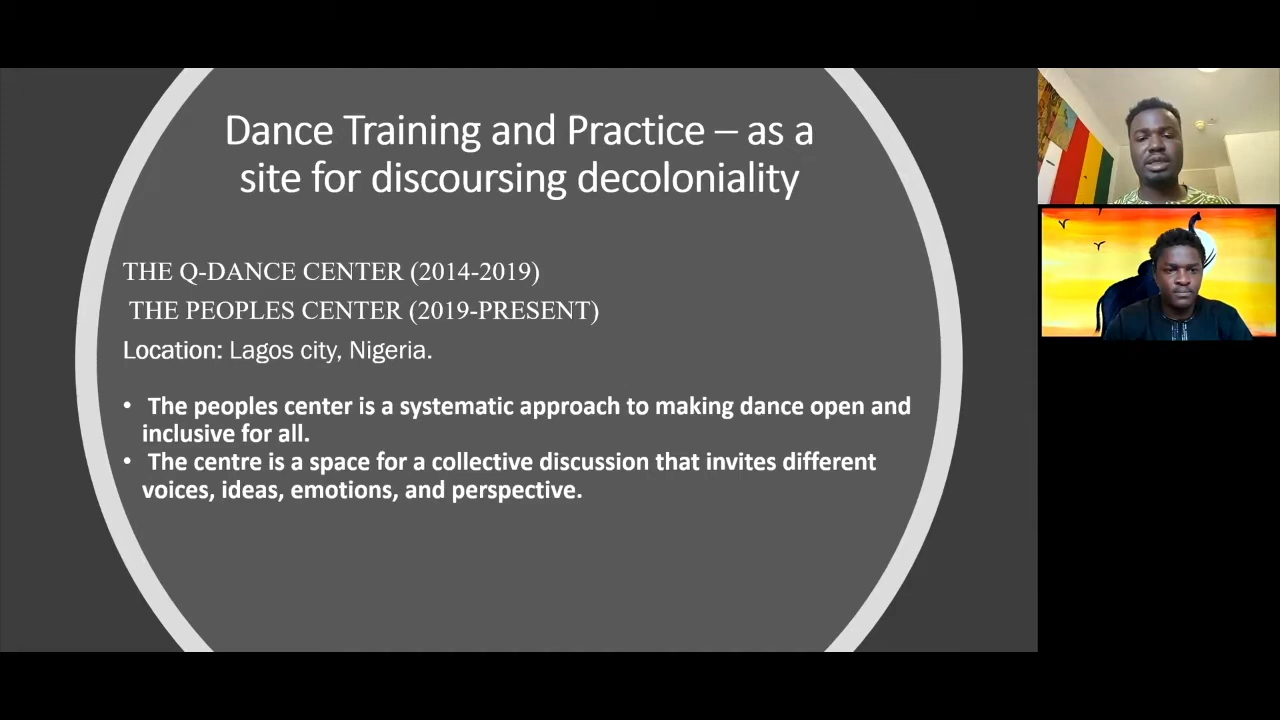 Dance Training and Practice – as a
site for discoursing decoloniality
THE Q-DANCE CENTER (2014-2019)
THE PEOPLES CENTER (2019-PRESENT)
Location: Lagos city, Nigeria.
• The peoples center is a systematic approach to making dance open and
inclusive for all.
• The centre is a space for a collective discussion that invites different
voices, ideas, emotions, and perspective.